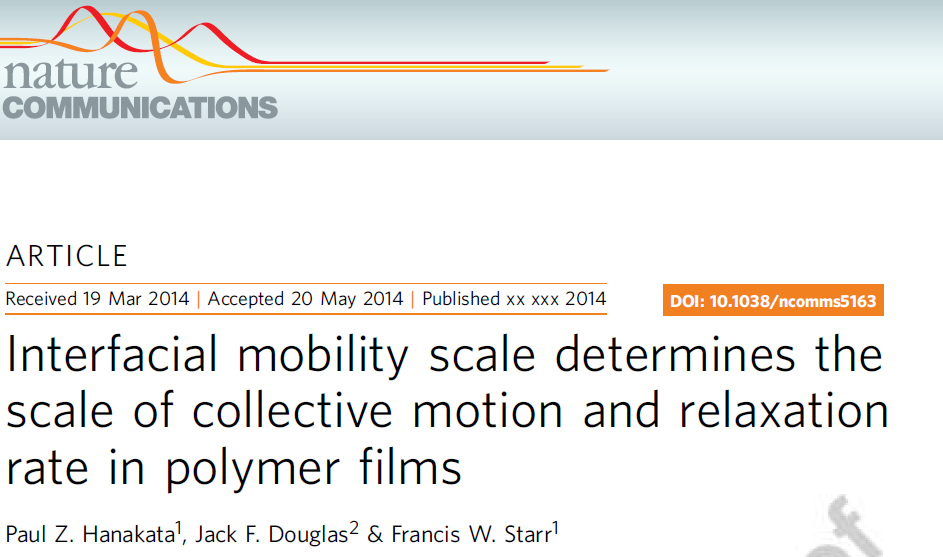 nature
COMMUNICATIONS
ARTICLE
Received 19 Mar 2014 | Accepted 20 May 2014 | Published xx xxx 2014
DOI: 10.1038/ncomms5163
Interfacial mobility scale determines the
scale of collective motion and relaxation
rate in polymer films
Paul Z. Hanakata1, Jack F. Douglas2 & Francis W. Starr1